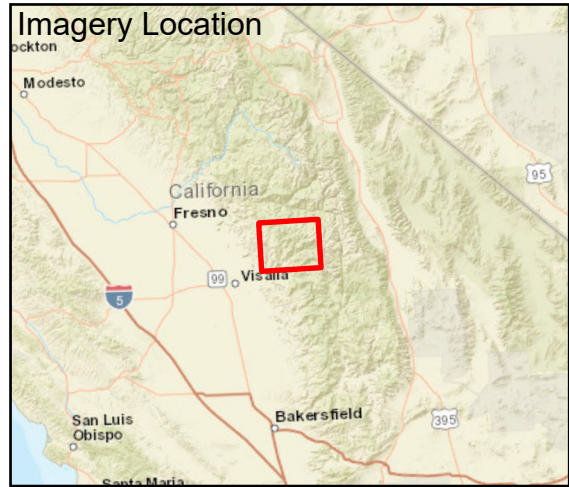 Imagery Location
ockton
Modesto
95
California
Fresno
99
Visalia
5
San Luis
Obispo
Bakersfield
395
Santa Maria